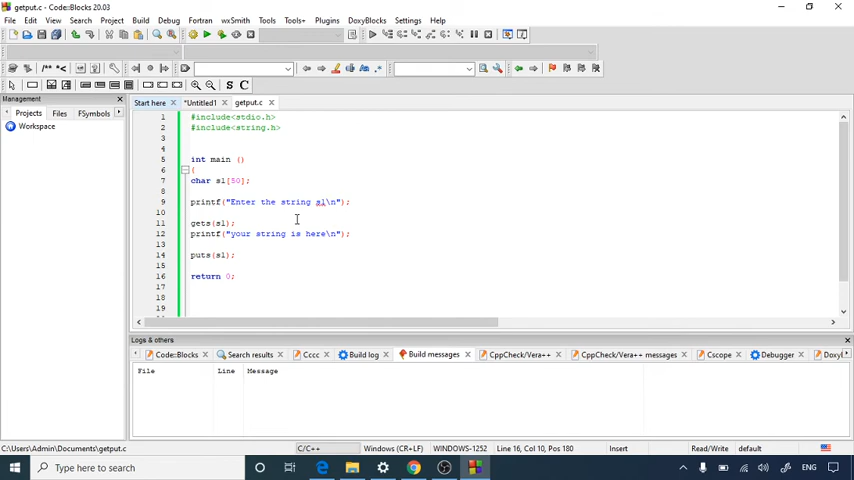 getput.c - Code::Blocks 20.03
File Edit View Search Project Build Debug Fortran wxSmith Tools Tools+ Plugins DoxyBlocks Settings Help
/** *< .* S C
Management
Start here *Untitled1 getput.c
Projects Files FSymbols
Workspace
1 #include<stdio.h>
2 #include<string.h>
3
4
5 int main ()
6 {
7 char s1[50];
8
9 printf("Enter the string s1\n");
10
11 gets(s1);
12 printf("your string is here\n");
13
14 puts(s1);
15
16 return 0;
17
18
19
Logs & others
Code::Blocks Search results Cccc Build log Build messages CppCheck/Vera++ CppCheck/Vera++ messages Cscope Debugger
File Line Message
C:\Users\Admin\Documents\getput.c C/C++ Windows (CR+LF) WINDOWS-1252 Line 16, Col 10, Pos 180 Insert Read/Write default
Type here to search
ENG